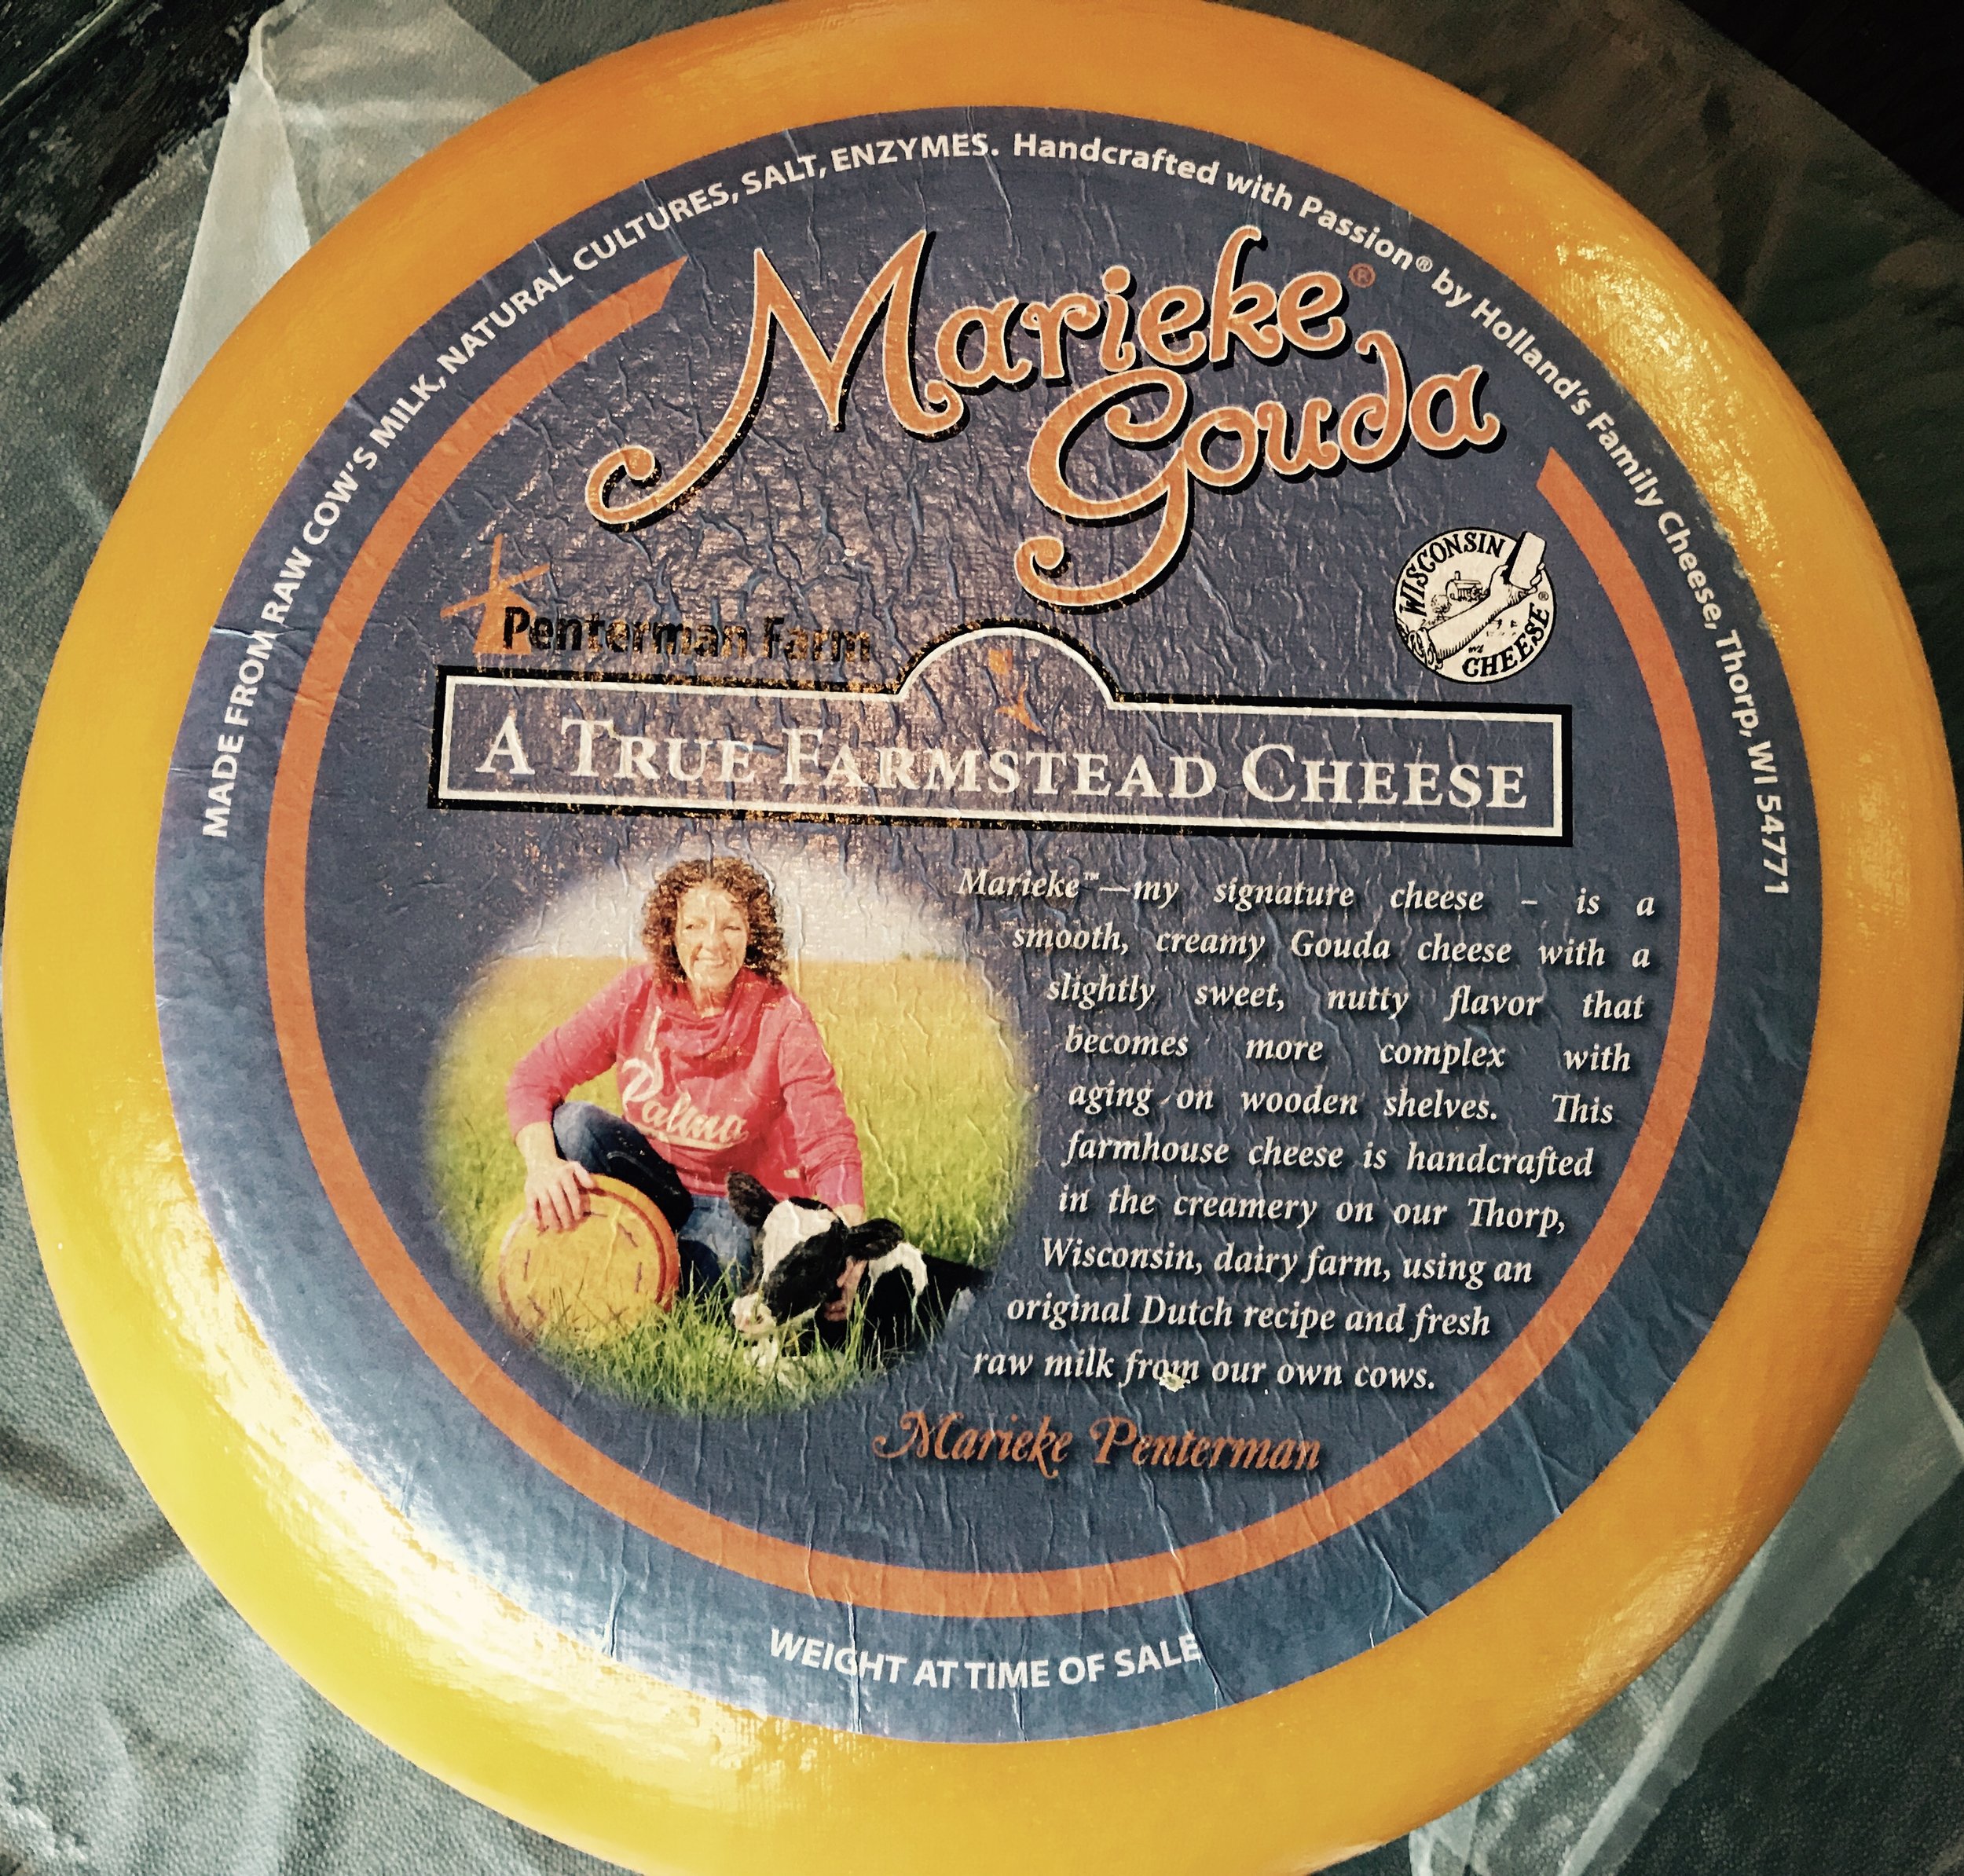 MADE FROM RAW COW'S MILK, NATURAL CULTURES, SALT, ENZYMES. Handcrafted with Passion® by Holland's Family Cheese, Thorp, WI 54771
Marieke®
Gouda
WISCONSIN
CHEESE®
Penterman Farm
A TRUE FARMSTEAD CHEESE
Marieke™—my signature cheese – is a
smooth, creamy Gouda cheese with a
slightly sweet, nutty flavor that
becomes more complex with
aging on wooden shelves. This
farmhouse cheese is handcrafted
in the creamery on our Thorp,
Wisconsin, dairy farm, using an
original Dutch recipe and fresh
raw milk from our own cows.
Palma
Marieke Penterman
WEIGHT AT TIME OF SALE